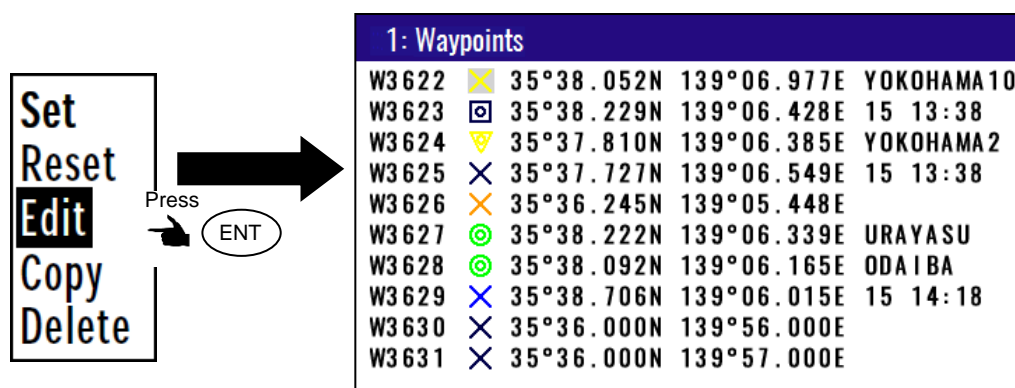 Set
Reset
Edit
Copy
Delete
Press
ENT
1: Waypoints
W3622 35°38.052N 139°06.977E YOKOHAMA10
W3623 35°38.229N 139°06.428E 15 13:38
W3624 35°37.810N 139°06.385E YOKOHAMA2
W3625 35°37.727N 139°06.549E 15 13:38
W3626 35°36.245N 139°05.448E
W3627 35°38.222N 139°06.339E URAYASU
W3628 35°38.092N 139°06.165E ODAIBA
W3629 35°38.706N 139°06.015E 15 14:18
W3630 35°36.000N 139°56.000E
W3631 35°36.000N 139°57.000E